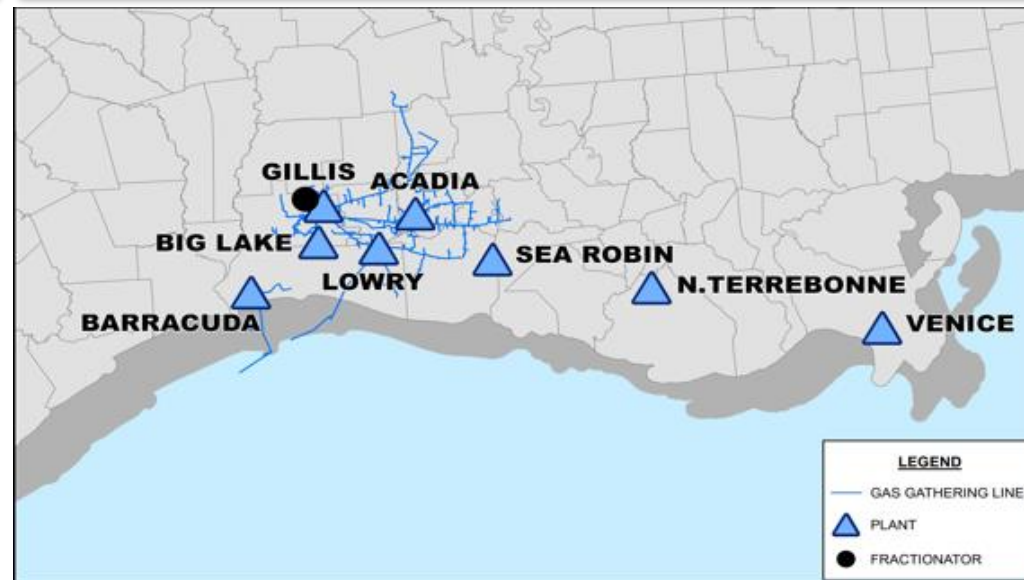 GILLIS
ACADIA
BIG LAKE
SEA ROBIN
LOWRY
N.TERREBONNE
BARRACUDA
VENICE
LEGEND
GAS GATHERING LINE
PLANT
FRACTIONATOR